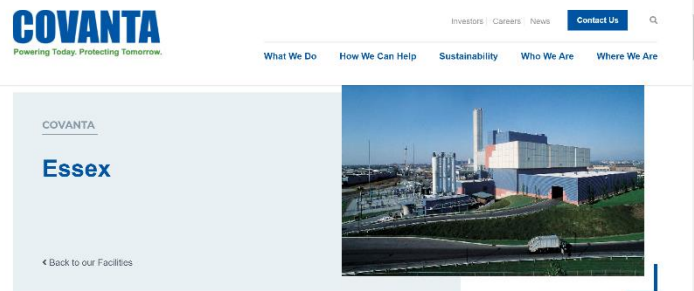 COVANTA
Powering Today. Protecting Tomorrow.
Investors
Careers
News
Contact Us
What We Do
How We Can Help
Sustainability
Who We Are
Where We Are
COVANTA
Essex
Back to our Facilities